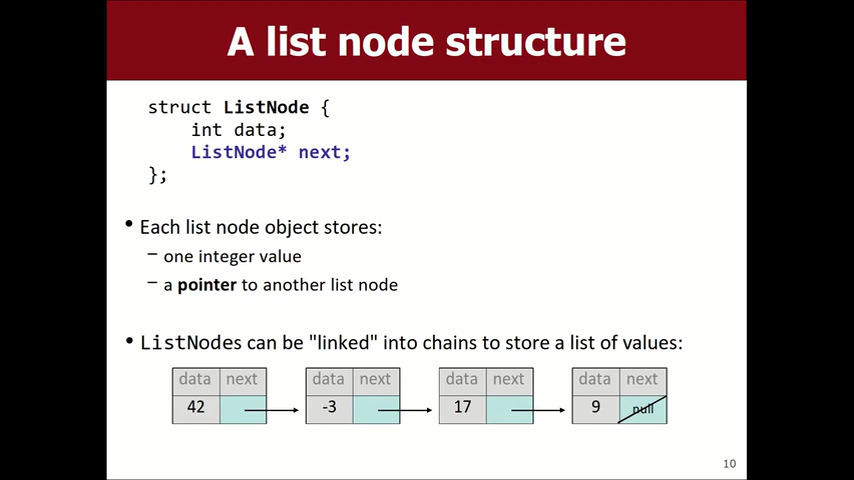 A list node structure
struct ListNode {
int data;
ListNode* next;
};
• Each list node object stores:
– one integer value
– a pointer to another list node
• ListNodes can be "linked" into chains to store a list of values:
data next data next data next data next
42 -3 17 9 null
10